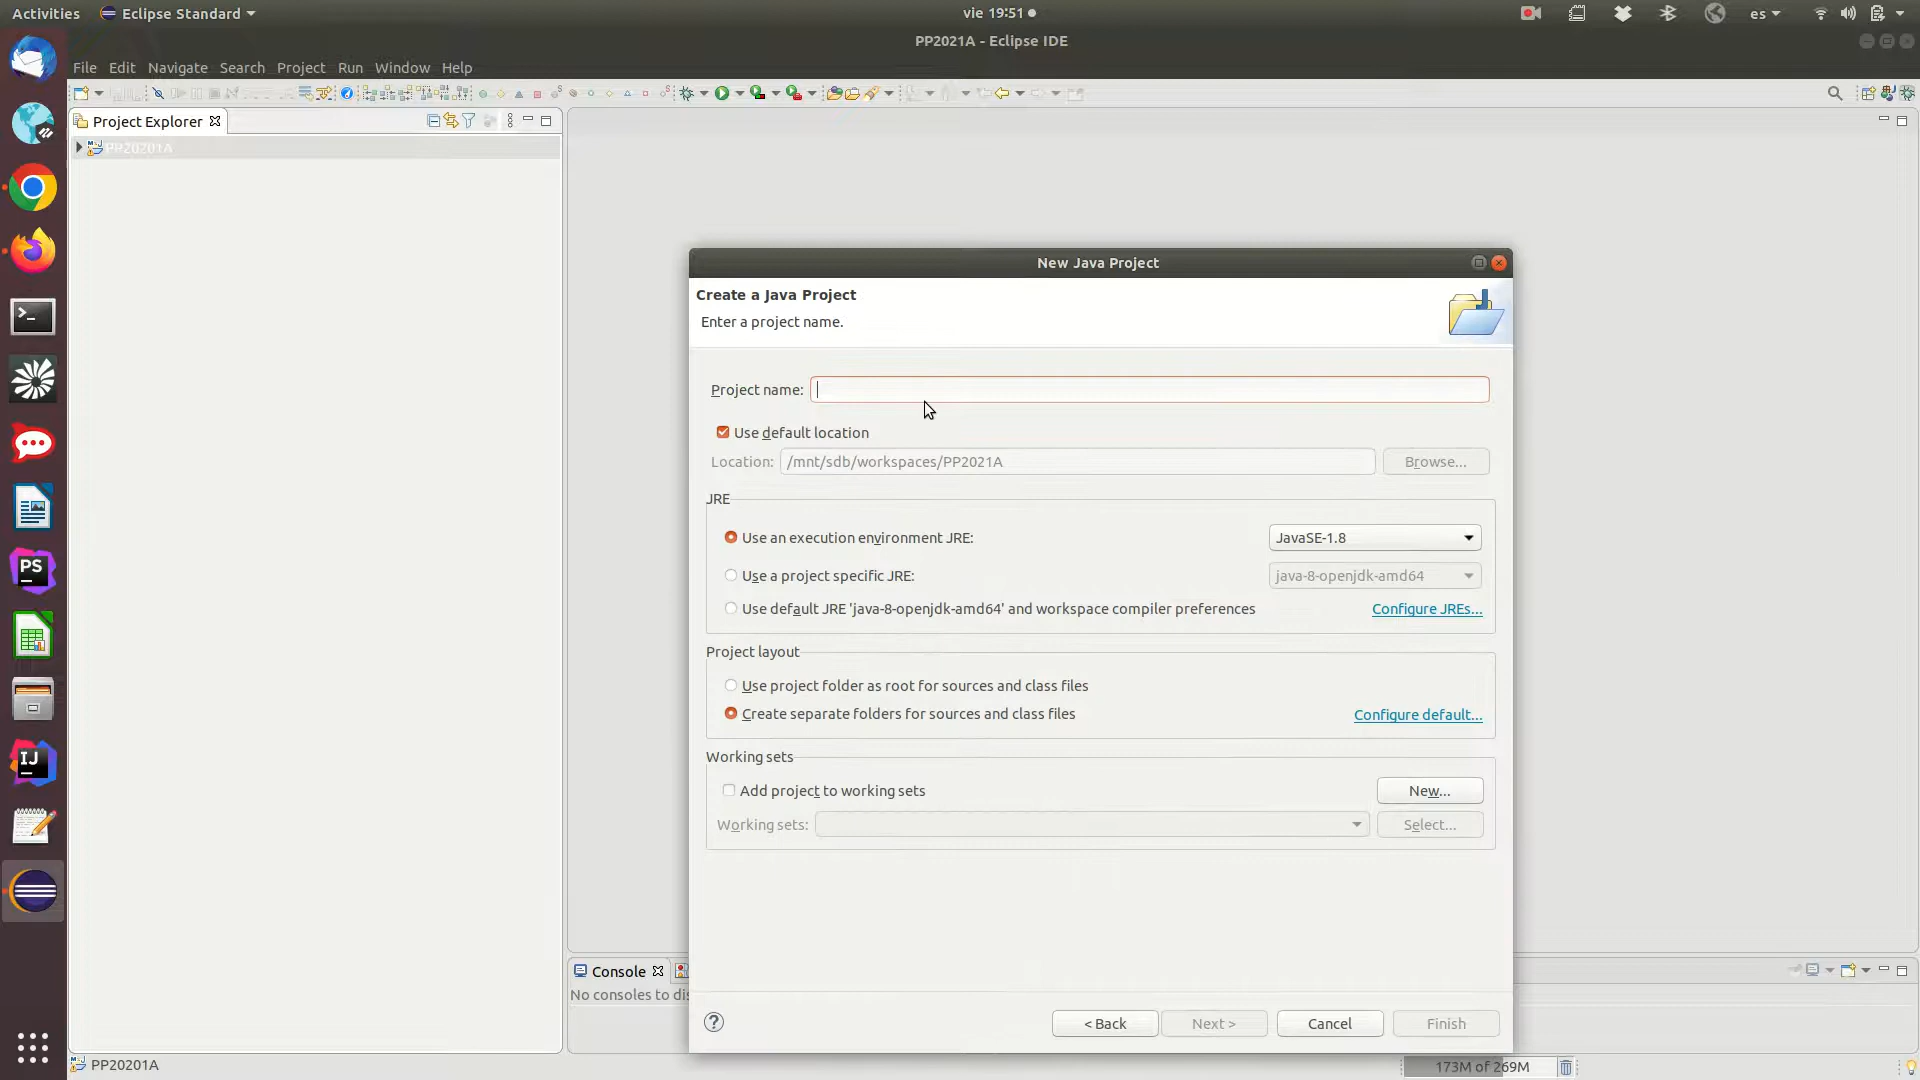 Activities Eclipse Standard vie 19:51 es
PP2021A - Eclipse IDE
File Edit Navigate Search Project Run Window Help
Project Explorer
PP20201A
New Java Project
Create a Java Project
Enter a project name.
Project name:
Use default location
Location: /mnt/sdb/workspaces/PP2021A Browse...
JRE
Use an execution environment JRE: JavaSE-1.8
Use a project specific JRE: java-8-openjdk-amd64
Use default JRE 'java-8-openjdk-amd64' and workspace compiler preferences Configure JREs...
Project layout
Use project folder as root for sources and class files
Create separate folders for sources and class files Configure default...
Working sets
Add project to working sets New...
Working sets: Select...
PS
IJ
Console
No consoles to dis
< Back Next > Cancel Finish
PP20201A
173M of 269M